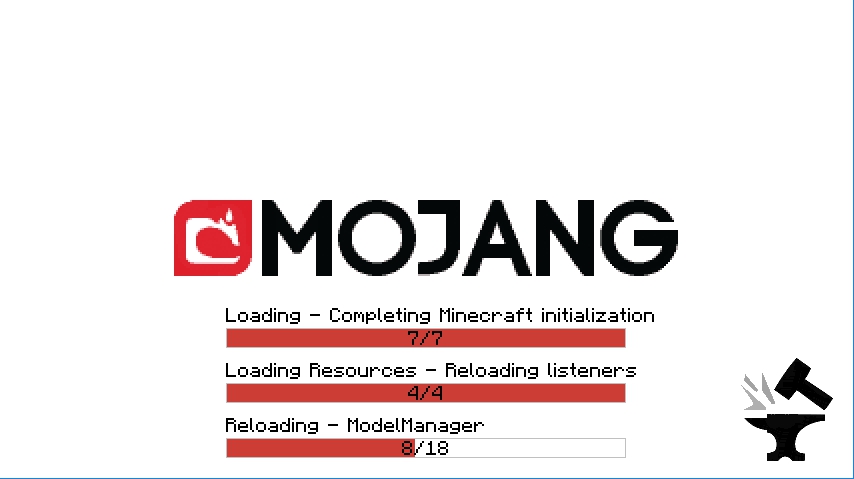 MOJANG
Loading - Completing Minecraft initialization
7/7
Loading Resources - Reloading listeners
4/4
Reloading - ModelManager
8/18